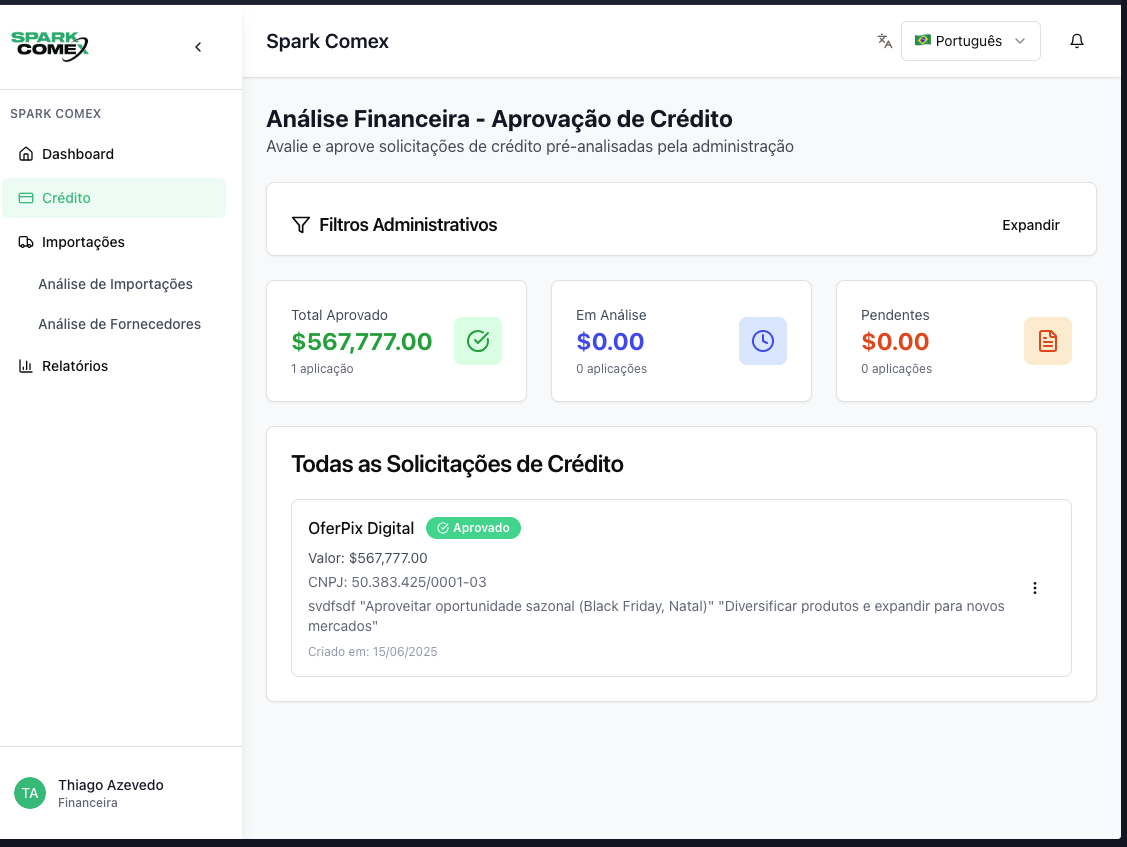 SPARK
COMEX
Spark Comex
Português
SPARK COMEX
Dashboard
Crédito
Importações
Análise de Importações
Análise de Fornecedores
Relatórios
Análise Financeira - Aprovação de Crédito
Avalie e aprove solicitações de crédito pré-analisadas pela administração
Filtros Administrativos
Expandir
Total Aprovado
$567,777.00
1 aplicação
Em Análise
$0.00
0 aplicações
Pendentes
$0.00
0 aplicações
Todas as Solicitações de Crédito
OferPix Digital
Aprovado
Valor: $567,777.00
CNPJ: 50.383.425/0001-03
svdfsdf "Aproveitar oportunidade sazonal (Black Friday, Natal)" "Diversificar produtos e expandir para novos
mercados"
Criado em: 15/06/2025
TA
Thiago Azevedo
Financeira